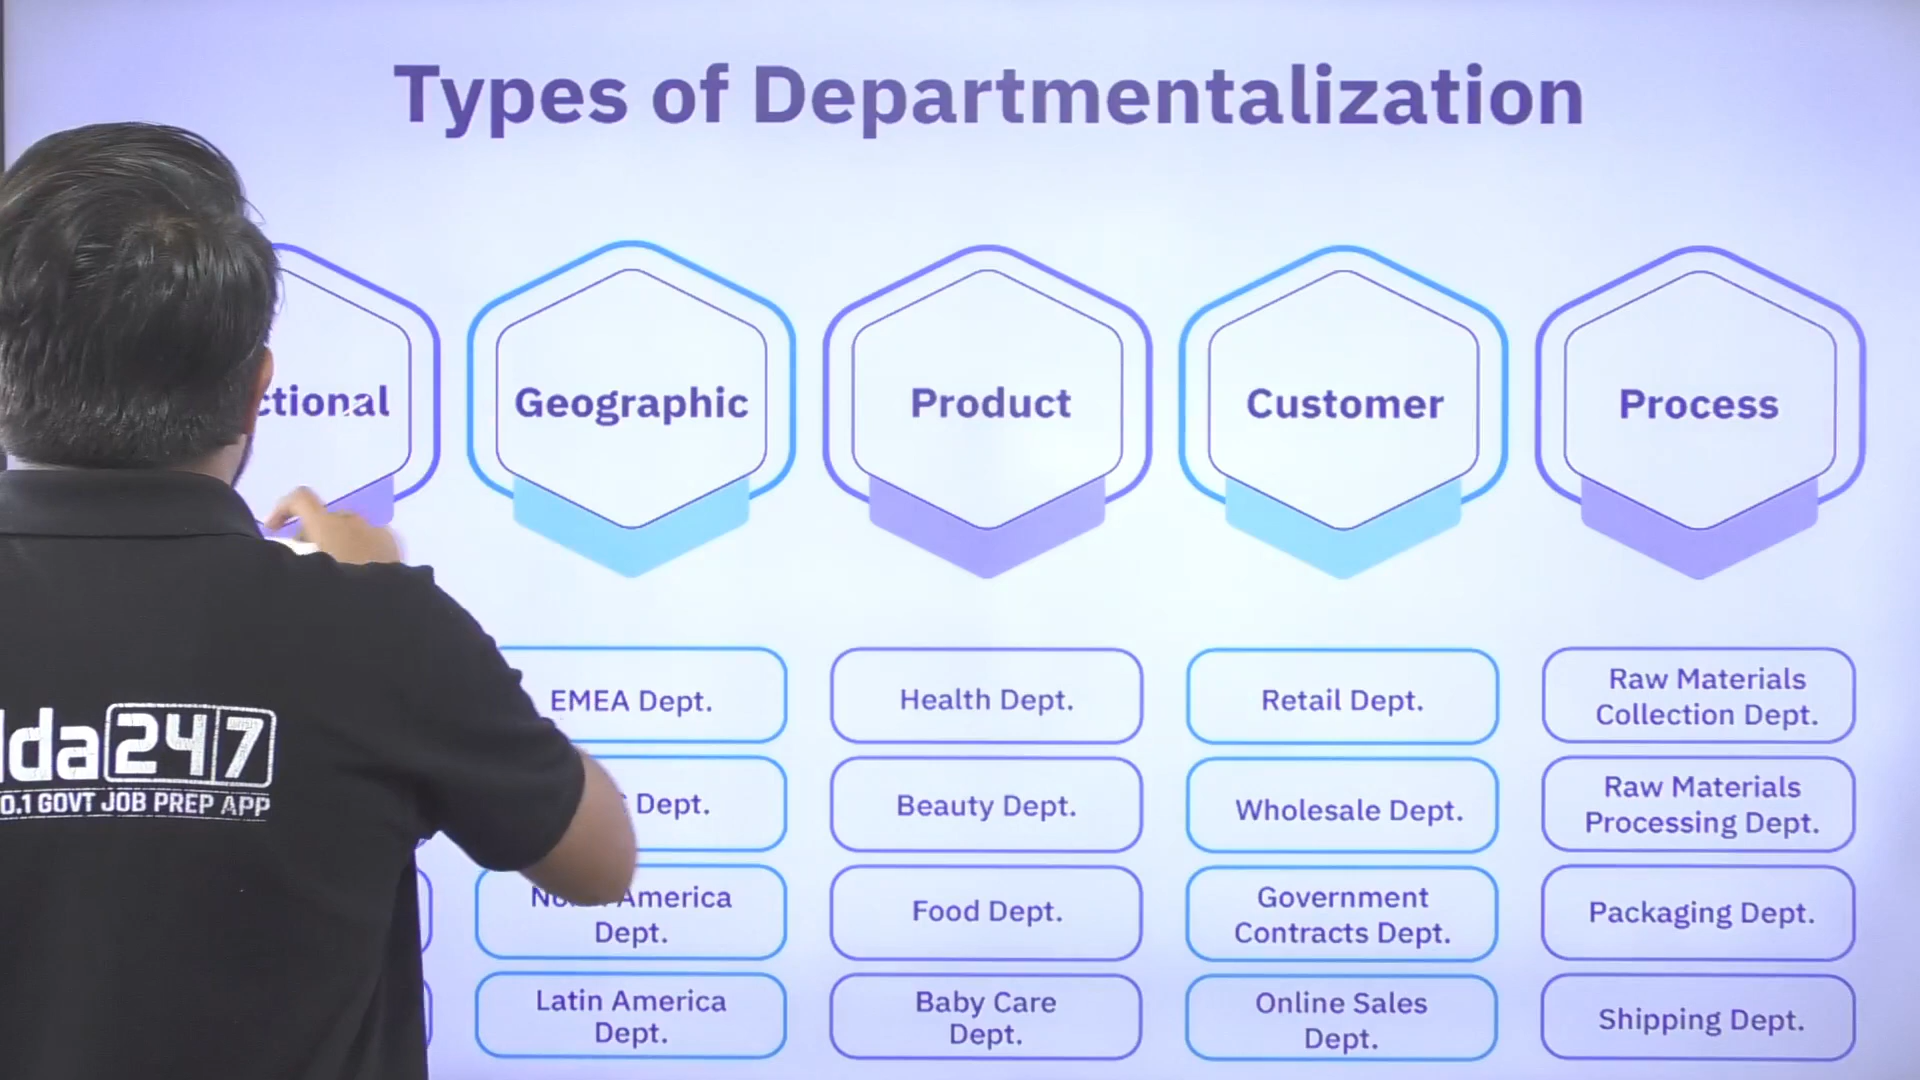 Types of Departmentalization
ctional
Geographic
Product
Customer
Process
EMEA Dept.
Health Dept.
Retail Dept.
Raw Materials
Collection Dept.
Dept.
Beauty Dept.
Wholesale Dept.
Raw Materials
Processing Dept.
America
Dept.
Food Dept.
Government
Contracts Dept.
Packaging Dept.
Latin America
Dept.
Baby Care
Dept.
Online Sales
Dept.
Shipping Dept.
da247
0.1 GOVT JOB PREP APP